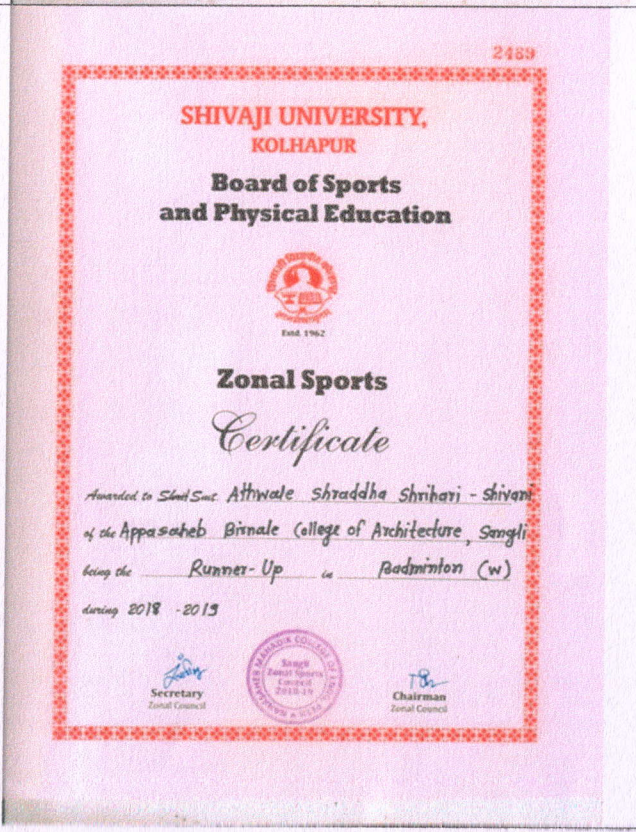 2489
SHIVAJI UNIVERSITY,
KOLHAPUR
Board of Sports
and Physical Education
Estd. 1962
Zonal Sports
Certificate
Awarded to Shri/Smt. Athwale Shraddha Shrihari - Shivani
of the Appasaheb Birnale College of Architecture, Sangli
being the Runner-Up in Badminton (W)
during 2018 - 2019
Sangli
Zonal Sports
Council
2018-19
Secretary
Zonal Council
Chairman
Zonal Council